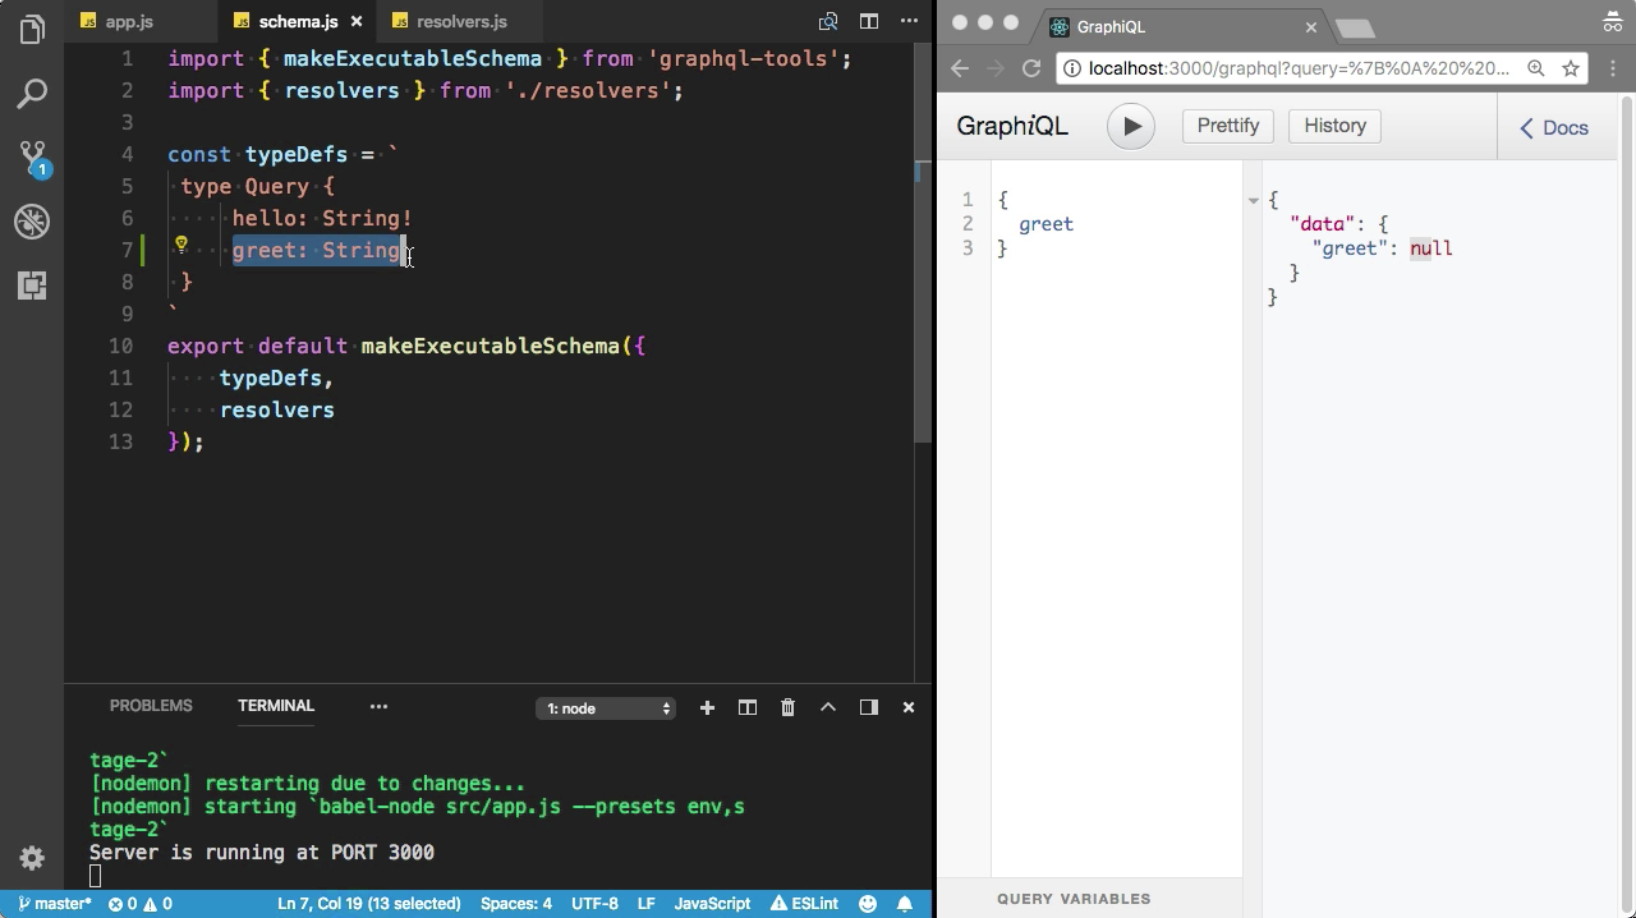 app.js
schema.js
resolvers.js
1 import { makeExecutableSchema } from 'graphql-tools';
2 import { resolvers } from './resolvers';
3
4 const typeDefs = `
5 type Query {
6 hello: String!
7 greet: String
8 }
9 `
10 export default makeExecutableSchema({
11 typeDefs,
12 resolvers
13 });
1
PROBLEMS
TERMINAL
1: node
tage-2`
[nodemon] restarting due to changes...
[nodemon] starting `babel-node src/app.js --presets env,s
tage-2`
Server is running at PORT 3000
master*
0
0
Ln 7, Col 19 (13 selected)
Spaces: 4
UTF-8
LF
JavaScript
ESLint
GraphiQL
localhost:3000/graphql?query=%7B%0A%20%20...
GraphiQL
Prettify
History
Docs
1 {
2 greet
3 }
{
"data": {
"greet": null
}
}
QUERY VARIABLES